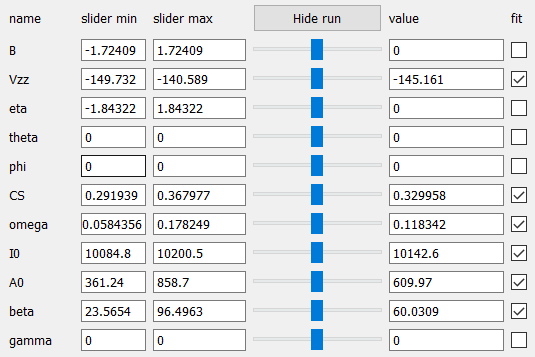 name slider min slider max Hide run value fit
B -1.72409 1.72409 0
Vzz -149.732 -140.589 -145.161
eta -1.84322 1.84322 0
theta 0 0 0
phi 0 0 0
CS 0.291939 0.367977 0.329958
omega 0.0584356 0.178249 0.118342
I0 10084.8 10200.5 10142.6
A0 361.24 858.7 609.97
beta 23.5654 96.4963 60.0309
gamma 0 0 0